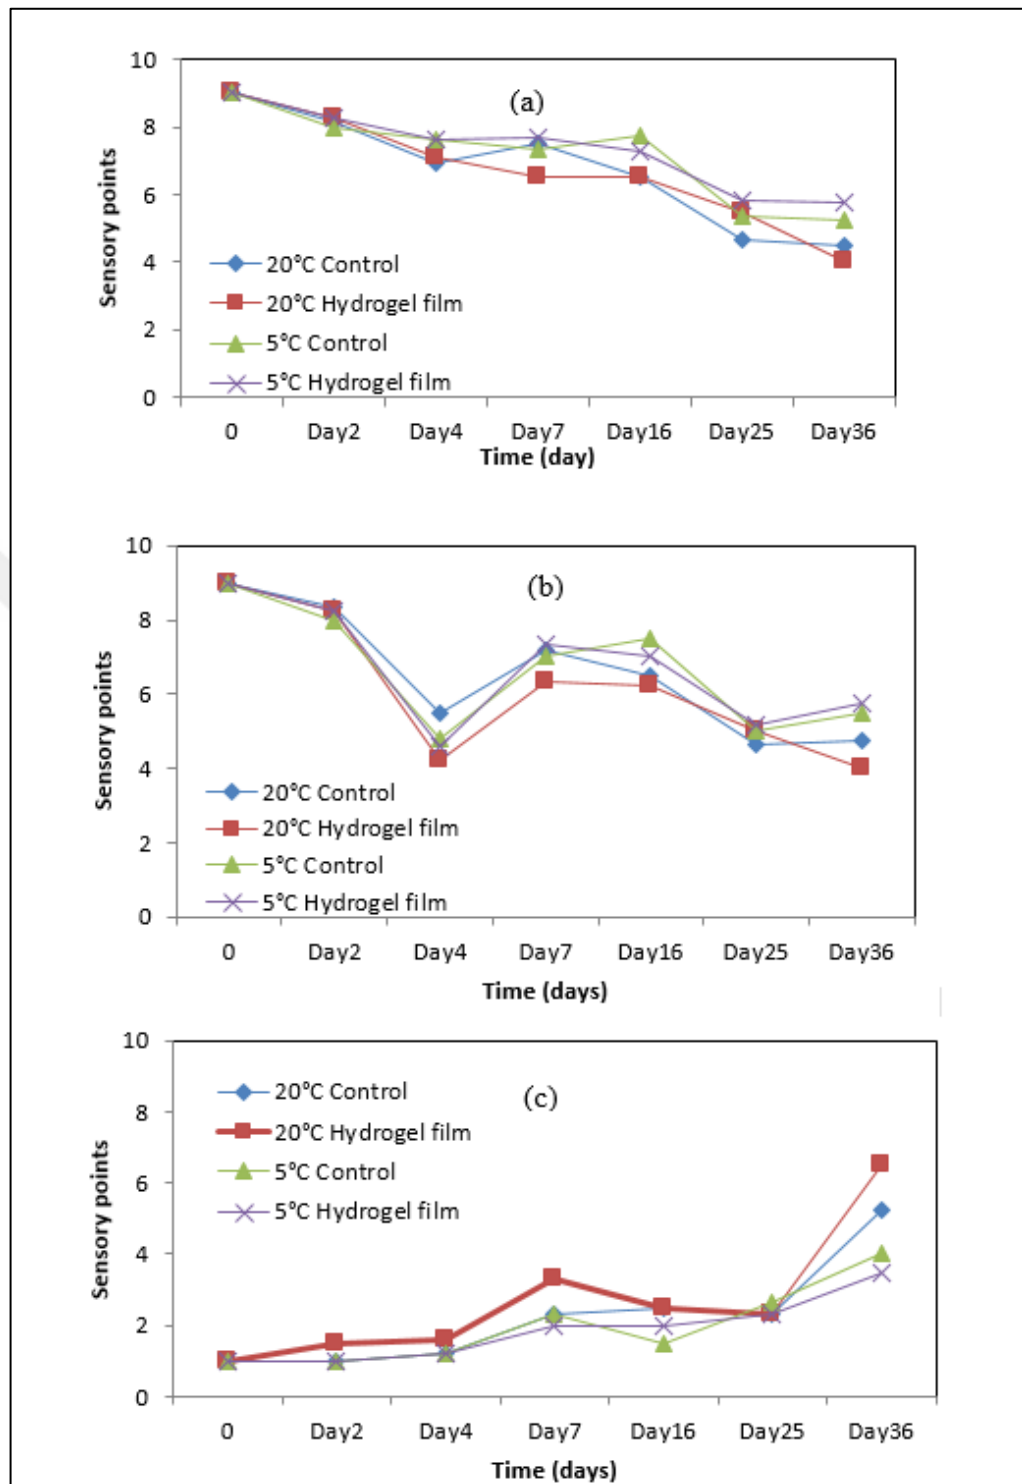 10
(a)
8
6
4
2
0
Sensory points
20°C Control
20°C Hydrogel film
5°C Control
5°C Hydrogel film
0 Day2 Day4 Day7 Day16 Day25 Day36
Time (day)
10
(b)
8
6
4
2
0
Sensory points
20°C Control
20°C Hydrogel film
5°C Control
5°C Hydrogel film
0 Day2 Day4 Day7 Day16 Day25 Day36
Time (days)
10
(c)
8
6
4
2
0
Sensory points
20°C Control
20°C Hydrogel film
5°C Control
5°C Hydrogel film
0 Day2 Day4 Day7 Day16 Day25 Day36
Time (days)